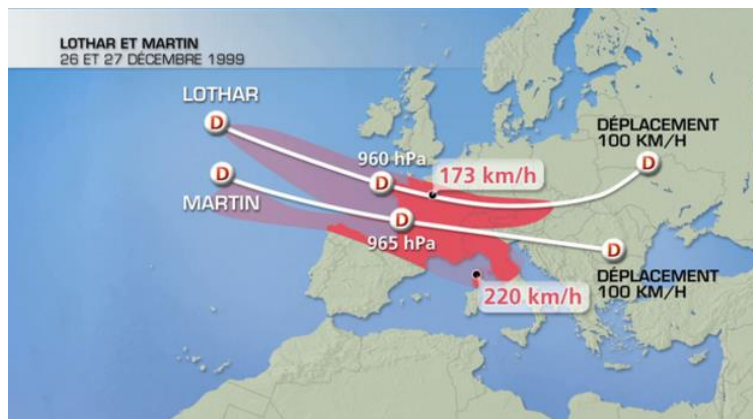 LOTHAR ET MARTIN
26 ET 27 DÉCEMBRE 1999
LOTHAR
D
DÉPLACEMENT
100 KM/H
960 hPa
D
173 km/h
D
D
MARTIN
D
965 hPa
D
DÉPLACEMENT
100 KM/H
220 km/h